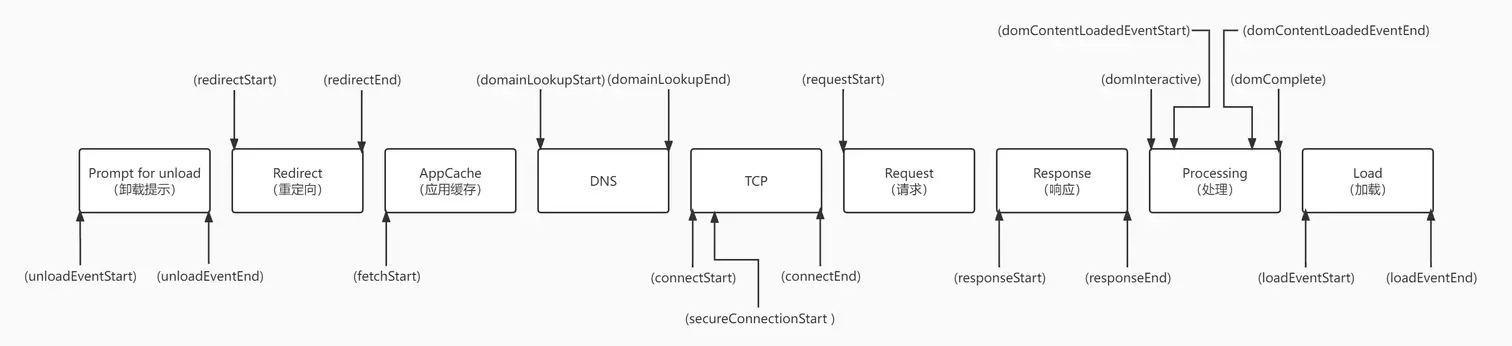 (domContentLoadedEventStart)
(domContentLoadedEventEnd)
(redirectStart)
(redirectEnd)
(domainLookupStart)
(domainLookupEnd)
(requestStart)
(domInteractive)
(domComplete)
Prompt for unload
（卸载提示）
Redirect
（重定向）
AppCache
（应用缓存）
DNS
TCP
Request
（请求）
Response
（响应）
Processing
（处理）
Load
（加载）
(unloadEventStart)
(unloadEventEnd)
(fetchStart)
(connectStart)
(connectEnd)
(responseStart)
(responseEnd)
(loadEventStart)
(loadEventEnd)
(secureConnectionStart )